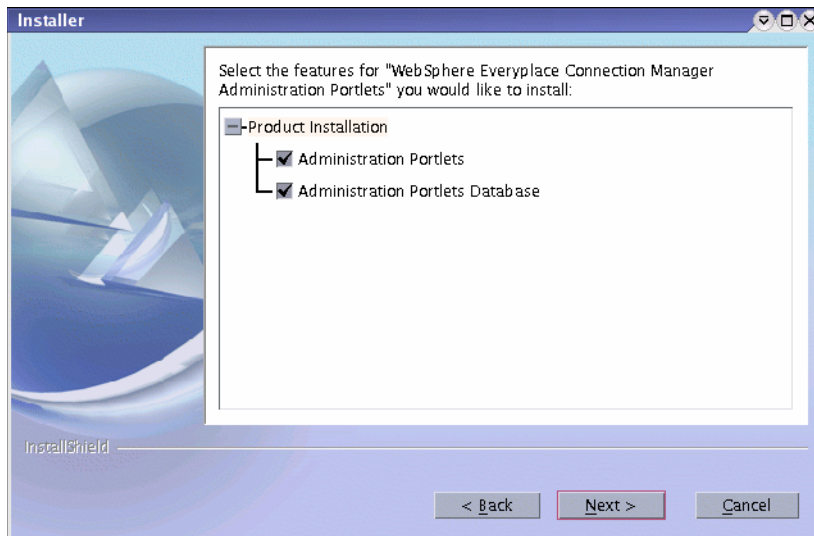 Installer
Select the features for "WebSphere Everyplace Connection Manager
Administration Portlets" you would like to install:
Product Installation
Administration Portlets
Administration Portlets Database
InstallShield
< Back
Next >
Cancel